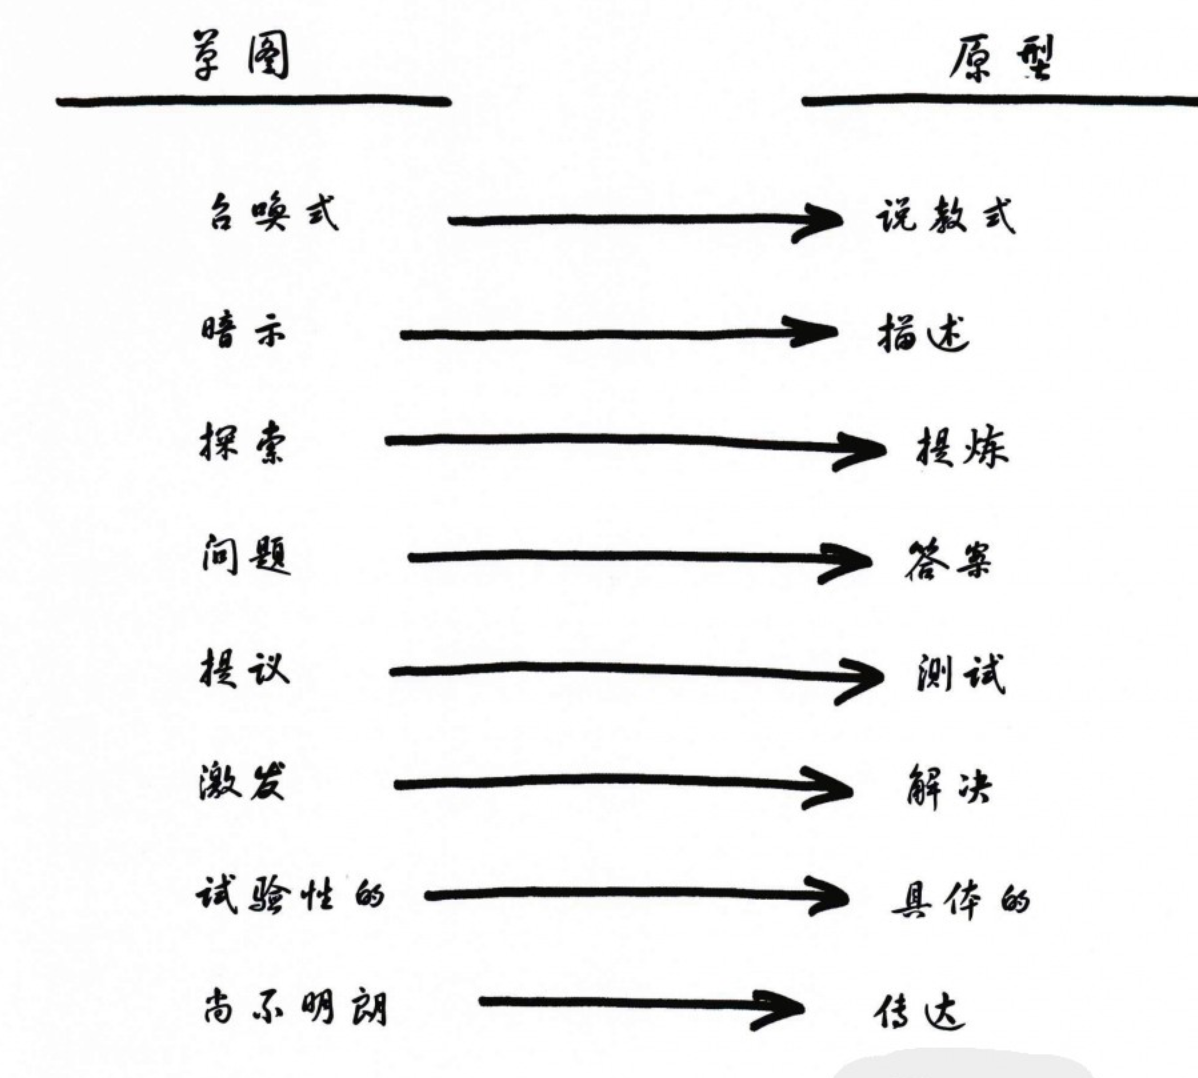 草图 原型
召唤式 说教式
暗示 描述
探索 提炼
问题 答案
提议 测试
激发 解决
试验性的 具体的
尚不明朗 传达